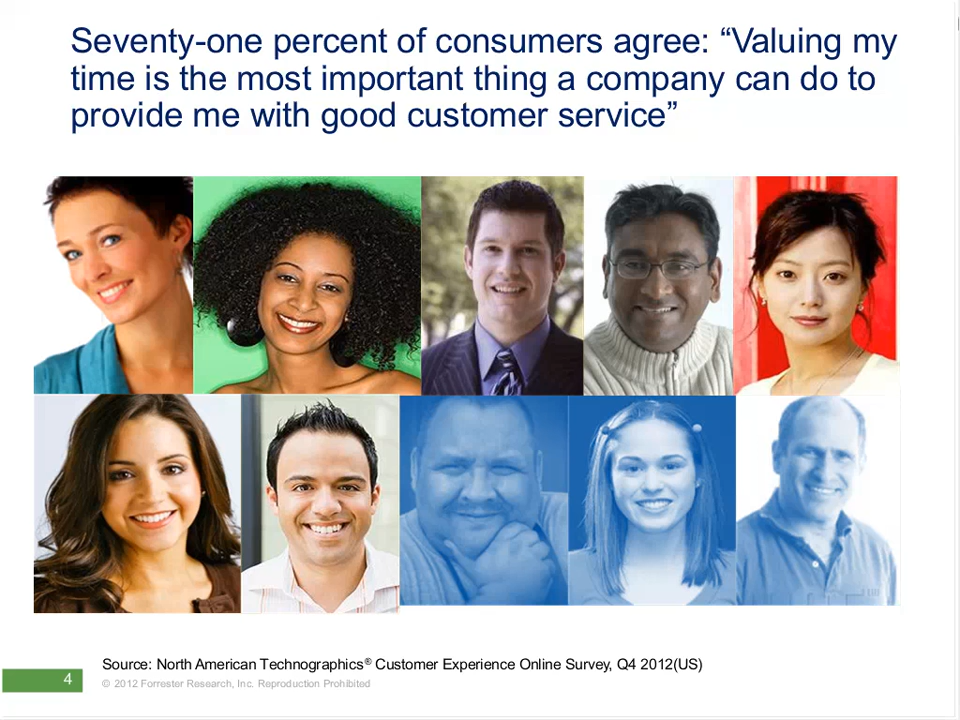 Seventy-one percent of consumers agree: “Valuing my
time is the most important thing a company can do to
provide me with good customer service”
Source: North American Technographics® Customer Experience Online Survey, Q4 2012(US)
4
© 2012 Forrester Research, Inc. Reproduction Prohibited